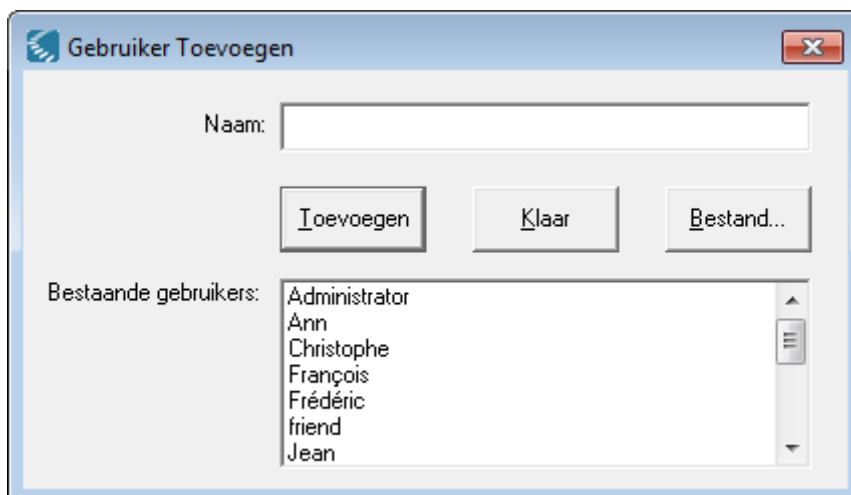 Gebruiker Toevoegen
Naam:
Toevoegen Klaar Bestand...
Bestaande gebruikers:
Administrator
Ann
Christophe
François
Frédéric
friend
Jean